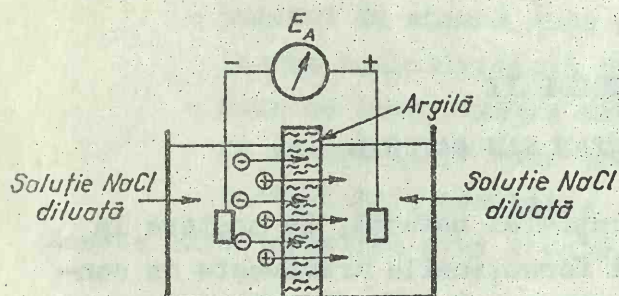 E_A
- +
Argilă
Soluție NaCl
diluată
Soluție NaCl
diluată